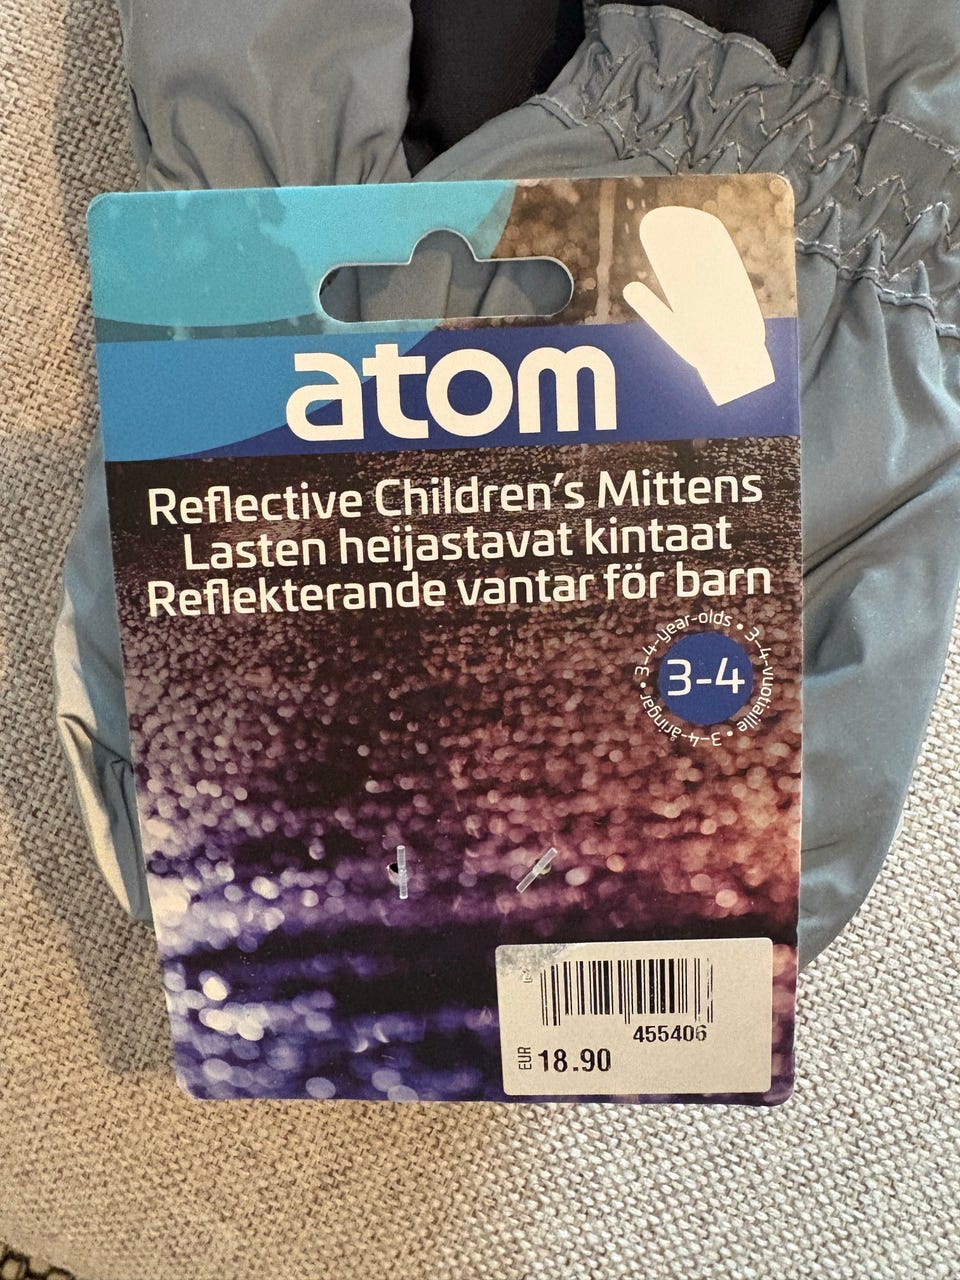 atom
Reflective Children's Mittens
Lasten heijastavat kintaat
Reflekterande vantar för barn
3-4-year-olds • 3-4-vuotiaille • 3-4-åringar •
3-4
455406
EUR 18.90